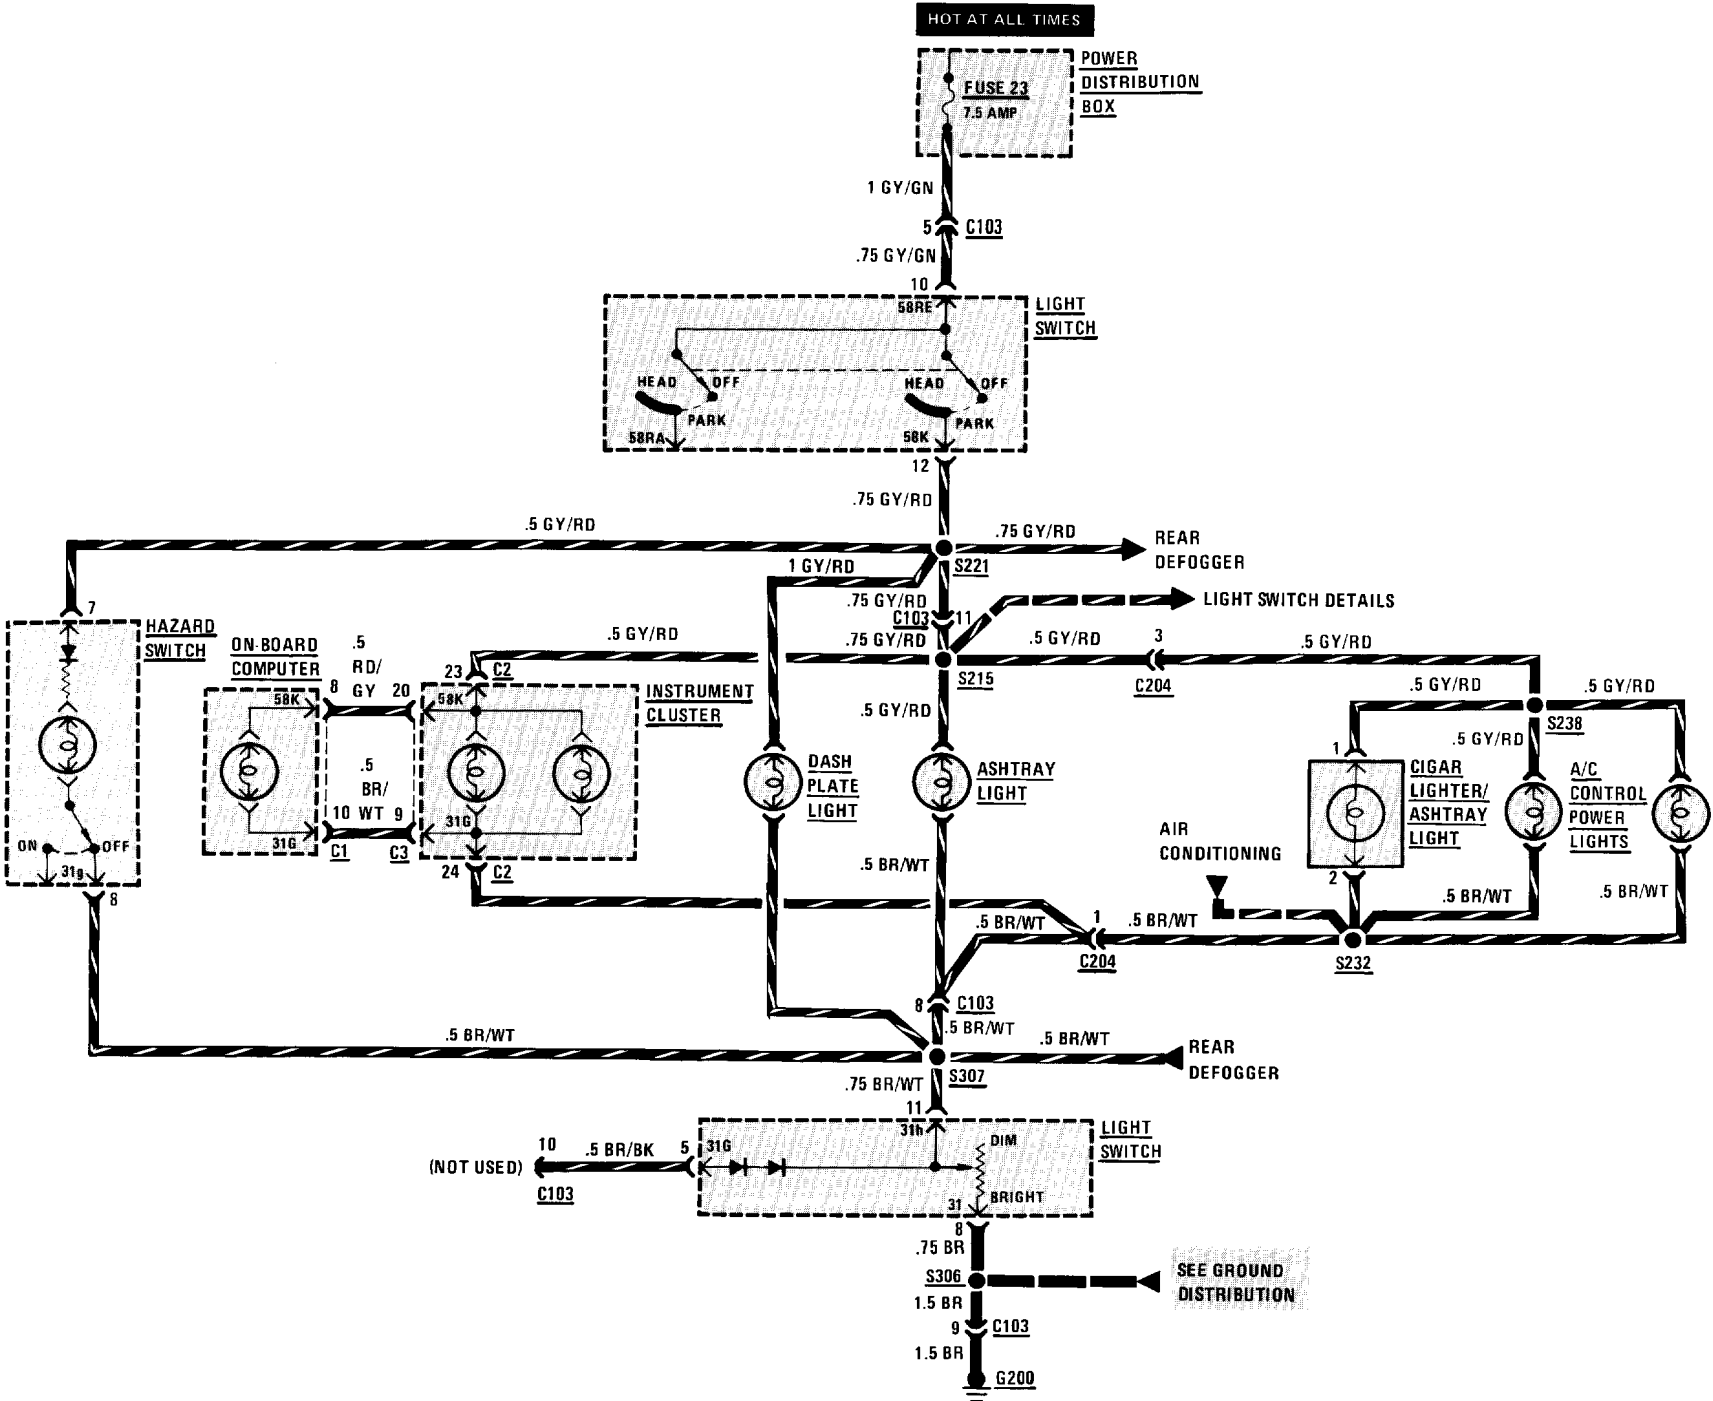 HOT AT ALL TIMES
POWER
DISTRIBUTION
BOX
FUSE 23
7.5 AMP
1 GY/GN
5 C103
.75 GY/GN
10
58RE
LIGHT
SWITCH
HEAD OFF
PARK
58RA
HEAD OFF
PARK
58K
12
.75 GY/RD
.5 GY/RD
.75 GY/RD
REAR
DEFOGGER
S221
1 GY/RD
.75 GY/RD
C103 11
LIGHT SWITCH DETAILS
7
HAZARD
SWITCH
ON
OFF
31g
8
ON-BOARD
COMPUTER
58K
31G
.5
RD/
GY
8
20
.5
BR/
WT
10
9
C1
C3
.5 GY/RD
23 C2
58K
31G
INSTRUMENT
CLUSTER
24 C2
.75 GY/RD
S215
.5 GY/RD
3
C204
.5 GY/RD
.5 GY/RD
DASH
PLATE
LIGHT
ASHTRAY
LIGHT
.5 GY/RD
.5 GY/RD
S238
.5 GY/RD
1
CIGAR
LIGHTER/
ASHTRAY
LIGHT
2
A/C
CONTROL
POWER
LIGHTS
AIR
CONDITIONING
.5 BR/WT
.5 BR/WT
.5 BR/WT
.5 BR/WT
1
.5 BR/WT
C204
S232
8 C103
.5 BR/WT
.5 BR/WT
.5 BR/WT
REAR
DEFOGGER
S307
.75 BR/WT
11
31h
LIGHT
SWITCH
DIM
BRIGHT
31
31G
5
.5 BR/BK
10
(NOT USED)
C103
8
.75 BR
S306
SEE GROUND
DISTRIBUTION
1.5 BR
9 C103
1.5 BR
G200